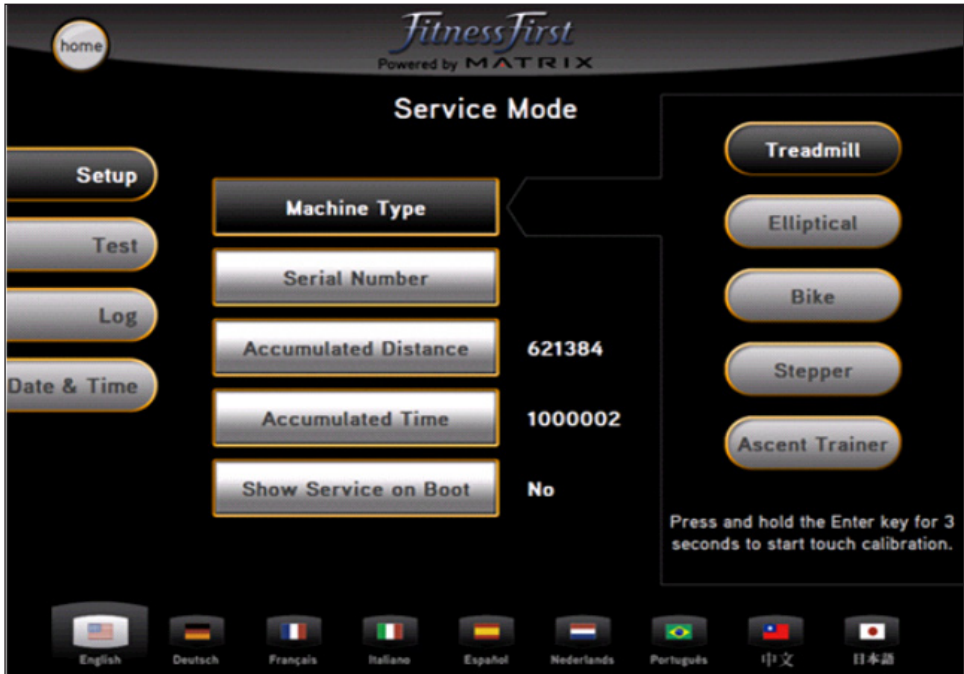 home
FitnessFirst
Powered by MATRIX
Service Mode
Setup
Test
Log
Date & Time
Machine Type
Serial Number
Accumulated Distance 621384
Accumulated Time 1000002
Show Service on Boot No
Treadmill
Elliptical
Bike
Stepper
Ascent Trainer
Press and hold the Enter key for 3
seconds to start touch calibration.
English Deutsch Français Italiano Español Nederlands Português 中文 日本語